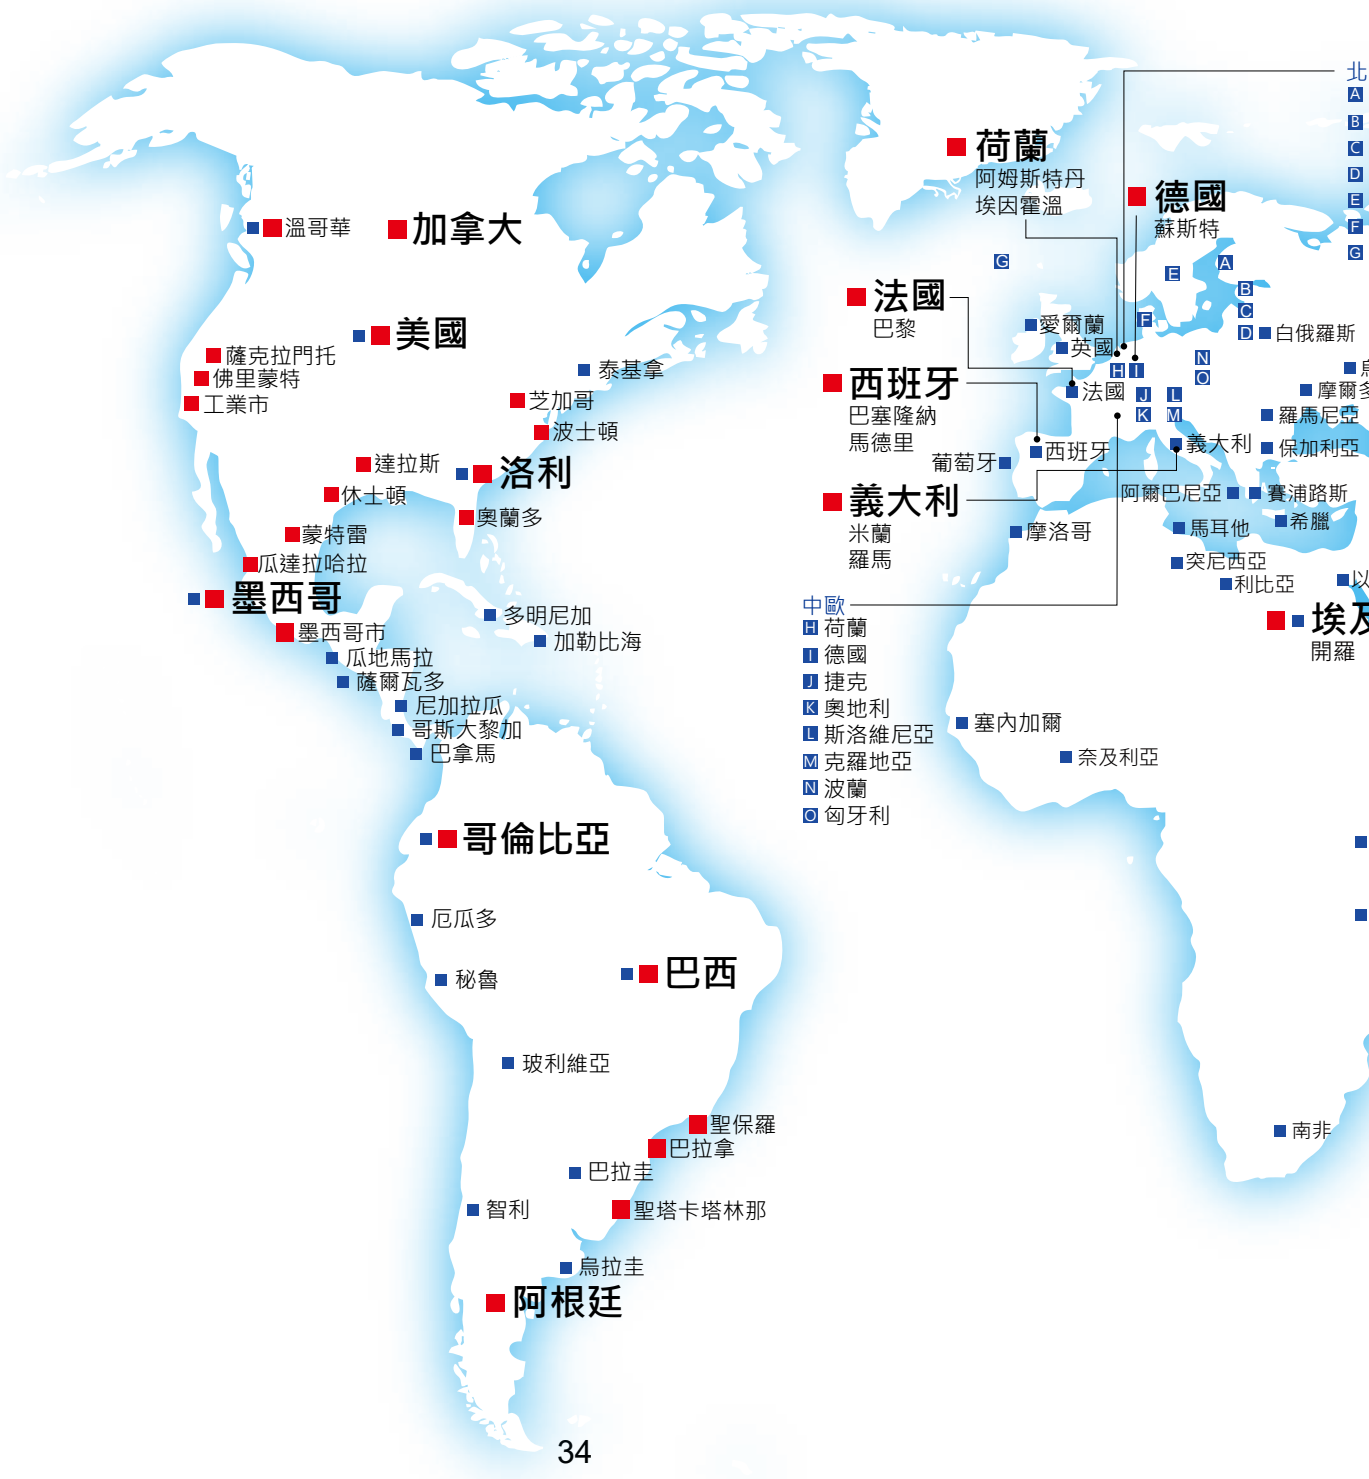 北
A
B
C
D
E
F
G
荷蘭
阿姆斯特丹
埃因霍溫
德國
蘇斯特
溫哥華
加拿大
美國
薩克拉門托
佛里蒙特
工業市
泰基拿
芝加哥
波士頓
達拉斯
洛利
休士頓
奧蘭多
蒙特雷
瓜達拉哈拉
墨西哥
墨西哥市
多明尼加
加勒比海
瓜地馬拉
薩爾瓦多
尼加拉瓜
哥斯大黎加
巴拿馬
哥倫比亞
厄瓜多
秘魯
巴西
玻利維亞
聖保羅
巴拉拿
巴拉圭
智利
聖塔卡塔林那
烏拉圭
阿根廷
法國
巴黎
西班牙
巴塞隆納
馬德里
義大利
米蘭
羅馬
中歐
H 荷蘭
I 德國
J 捷克
K 奧地利
L 斯洛維尼亞
M 克羅地亞
N 波蘭
O 匈牙利
G
E
A
B
F
C
D
白俄羅斯
愛爾蘭
英國
N
O
H
I
J
L
K
M
法國
摩爾多
羅馬尼亞
義大利
保加利亞
西班牙
葡萄牙
阿爾巴尼亞
賽浦路斯
馬耳他
希臘
摩洛哥
突尼西亞
利比亞
以
埃及
開羅
塞內加爾
奈及利亞
南非
34